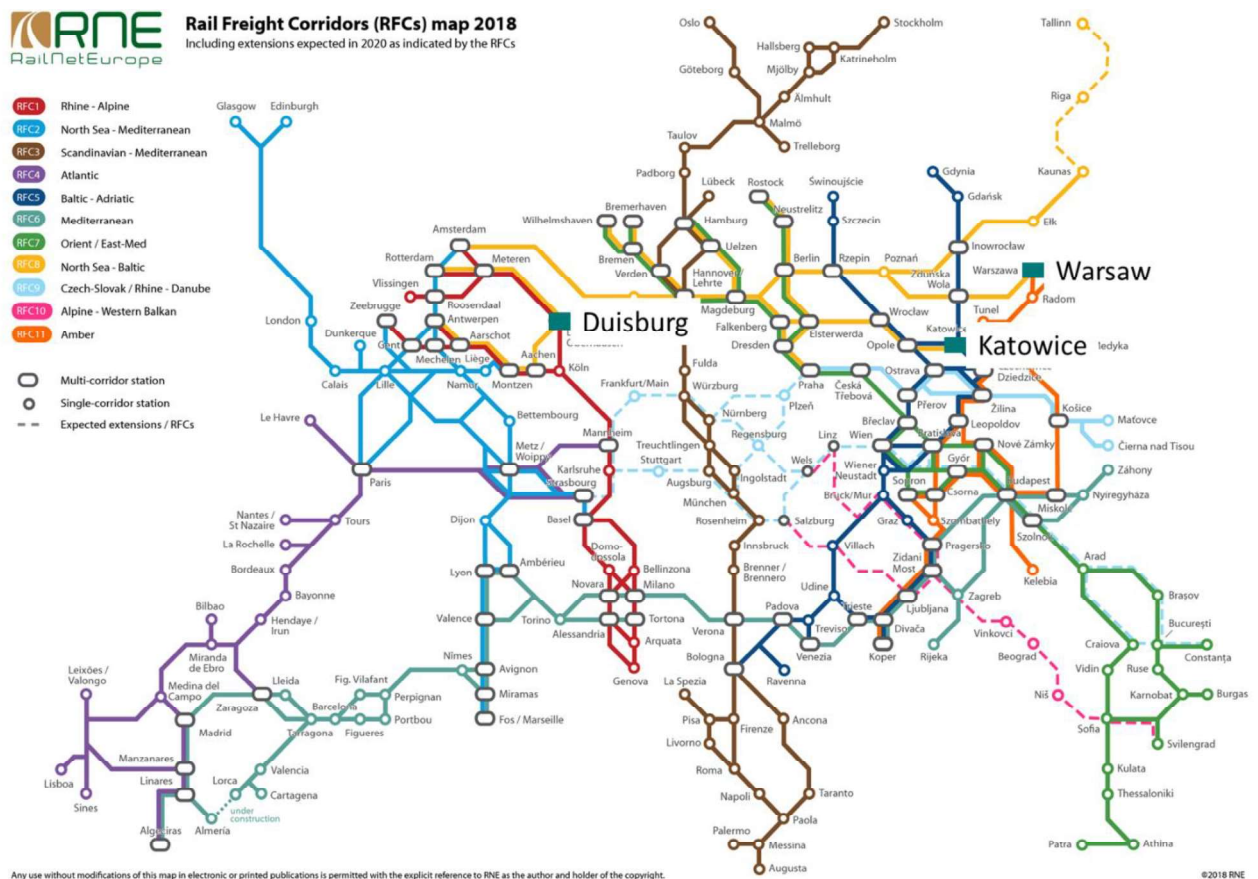 RNE
RailNetEurope
Rail Freight Corridors (RFCs) map 2018
Including extensions expected in 2020 as indicated by the RFCs
RFC1 Rhine - Alpine
RFC2 North Sea - Mediterranean
RFC3 Scandinavian - Mediterranean
RFC4 Atlantic
RFC5 Baltic - Adriatic
RFC6 Mediterranean
RFC7 Orient / East-Med
RFC8 North Sea - Baltic
RFC9 Czech-Slovak / Rhine - Danube
RFC10 Alpine - Western Balkan
RFC11 Amber
Multi-corridor station
Single-corridor station
Expected extensions / RFCs
Oslo
Stockholm
Hallsberg
Katrineholm
Göteborg
Mjölby
Älmhult
Malmö
Trelleborg
Taulov
Padborg
Tallinn
Riga
Kaunas
Ełk
Glasgow
Edinburgh
London
Calais
Dunkerque
Lille
Lübeck
Rostock
Świnoujście
Gdynia
Gdańsk
Bremerhaven
Wilhelmshaven
Hamburg
Neustrelitz
Szczecin
Bremen
Uelzen
Inowrocław
Amsterdam
Rotterdam
Meteren
Verden
Hannover/
Lehrte
Berlin
Rzepin
Poznań
Zduńska
Wola
Warszawa
Warsaw
Radom
Tunel
Vlissingen
Roosendaal
Zeebrugge
Antwerpen
Aarschot
Gent
Mechelen
Liège
Aachen
Namur
Montzen
Köln
Duisburg
Magdeburg
Falkenberg
Elsterwerda
Dresden
Wrocław
Opole
Katowice
Fulda
Würzburg
Frankfurt/Main
Praha
Česká
Třebová
Ostrava
Dziedzice
Plzeň
Nürnberg
Přerov
Žilina
Košice
Maťovce
Čierna nad Tisou
Le Havre
Bettembourg
Metz /
Woippy
Mannheim
Treuchtlingen
Regensburg
Linz
Břeclav
Leopoldov
Wien
Bratislava
Nové Zámky
Paris
Strasbourg
Karlsruhe
Stuttgart
Augsburg
Ingolstadt
Wels
Wiener
Neustadt
Sopron
Győr
Csorna
Budapest
Miskolc
Záhony
Nyíregyháza
Nantes /
St Nazaire
Tours
Dijon
Basel
München
Rosenheim
Salzburg
Bruck/Mur
Graz
Szombathely
Szolnok
La Rochelle
Bordeaux
Lyon
Ambérieu
Domo-
dossola
Bellinzona
Innsbruck
Villach
Zidani
Most
Pragersko
Kelebia
Arad
Bayonne
Novara
Milano
Brenner /
Brennero
Udine
Ljubljana
Zagreb
Brașov
București
Bilbao
Hendaye /
Irun
Valence
Torino
Alessandria
Tortona
Verona
Padova
Treviso
Trieste
Divača
Vinkovci
Craiova
Constanța
Miranda
de Ebro
Nîmes
Avignon
Arquata
Genova
Bologna
Venezia
Koper
Rijeka
Beograd
Vidin
Ruse
Leixões /
Valongo
Medina del
Campo
Zaragoza
Lleida
Fig. Vilafant
Perpignan
Miramas
La Spezia
Ravenna
Niš
Karnobat
Burgas
Madrid
Tarragona
Barcelona
Figueres
Portbou
Fos / Marseille
Pisa
Firenze
Ancona
Sofia
Svilengrad
Livorno
Manzanares
Valencia
Lisboa
Sines
Linares
Lorca
Cartagena
Roma
Kulata
Algeciras
Almería
under
construction
Napoli
Taranto
Thessaloniki
Paola
Palermo
Messina
Augusta
Patra
Athina
Any use without modifications of this map in electronic or printed publications is permitted with the explicit reference to RNE as the author and holder of the copyright.
©2018 RNE